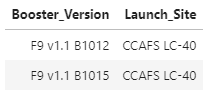 Booster_Version Launch_Site
F9 v1.1 B1012 CCAFS LC-40
F9 v1.1 B1015 CCAFS LC-40